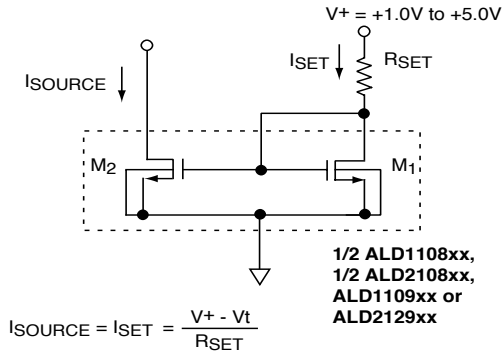 V+ = +1.0V to +5.0V
ISET
RSET
ISOURCE
M2
M1
1/2 ALD1108xx,
1/2 ALD2108xx,
ALD1109xx or
ALD2129xx
ISOURCE = ISET = V+ - Vt
RSET